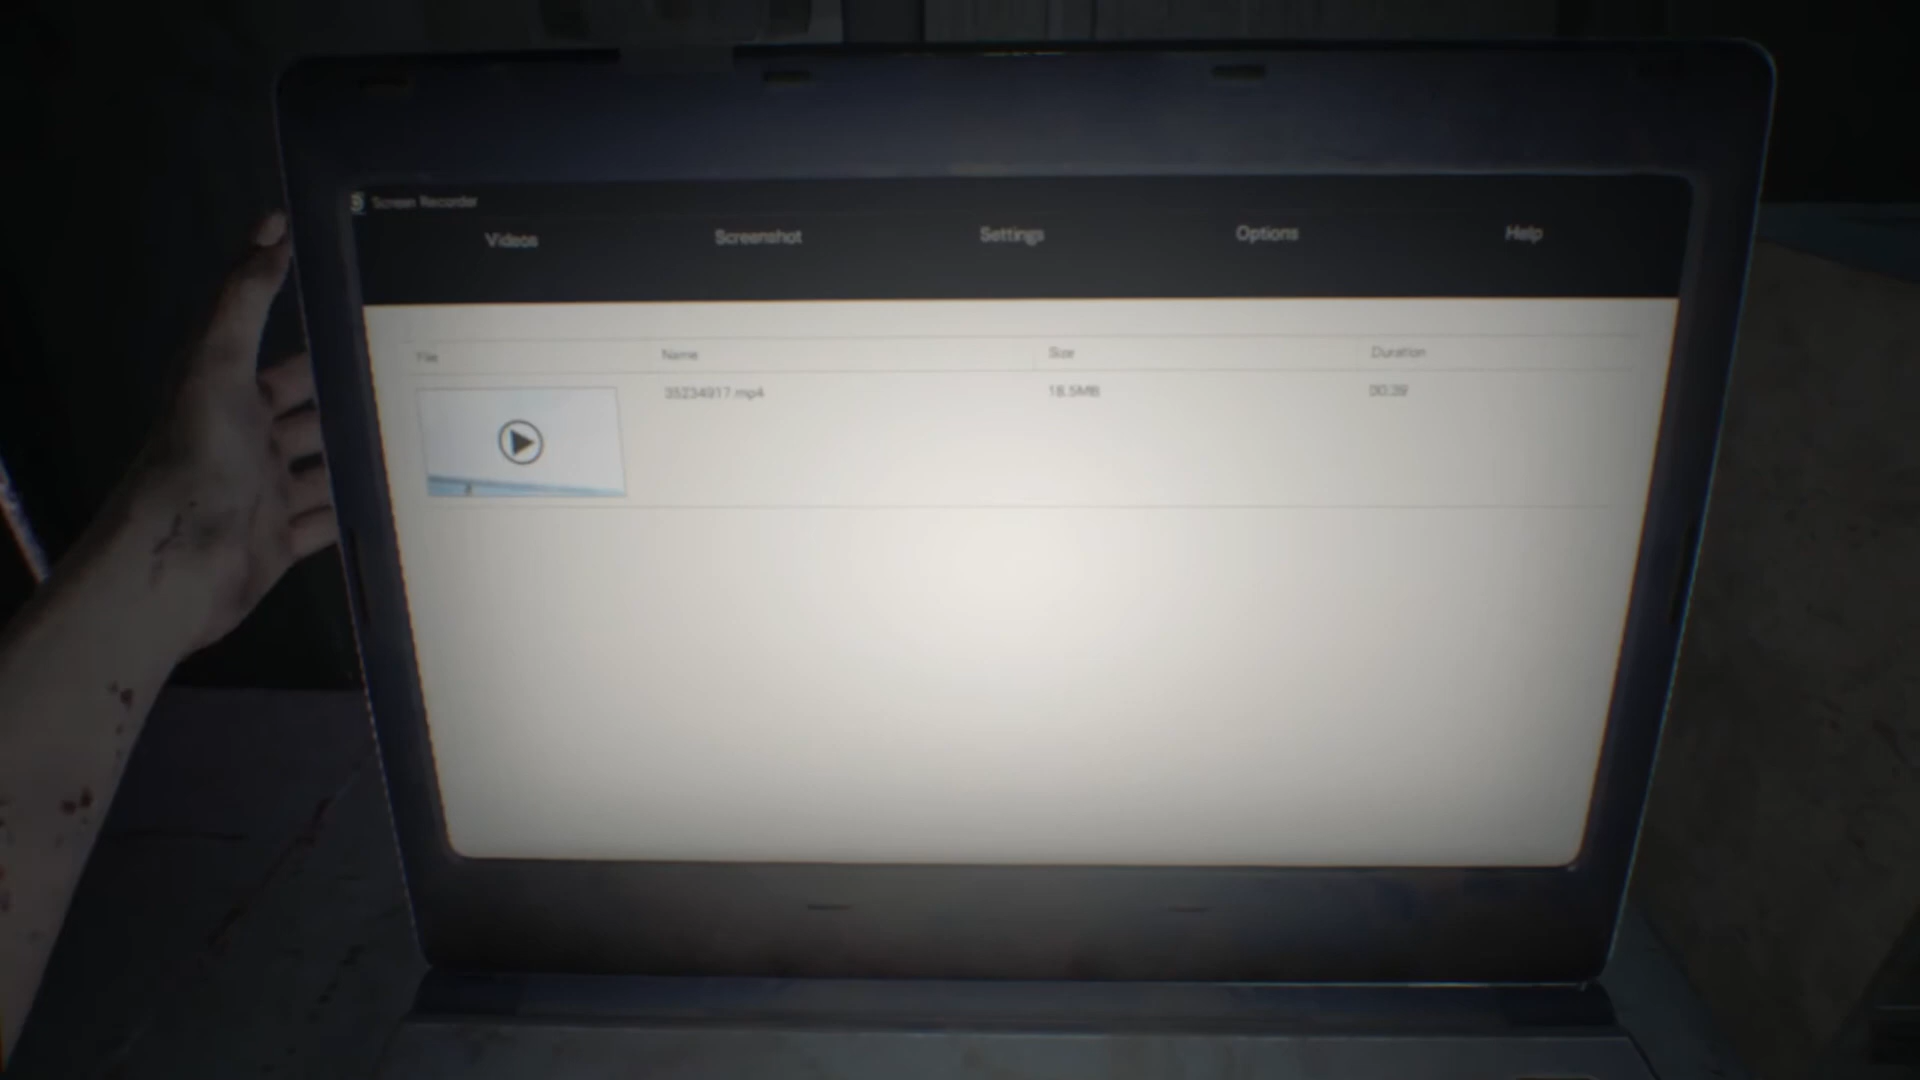 Screen Recorder
Videos Screenshot Settings Options Help
File Name Size Duration
35234917.mp4 18.5MB 00:39